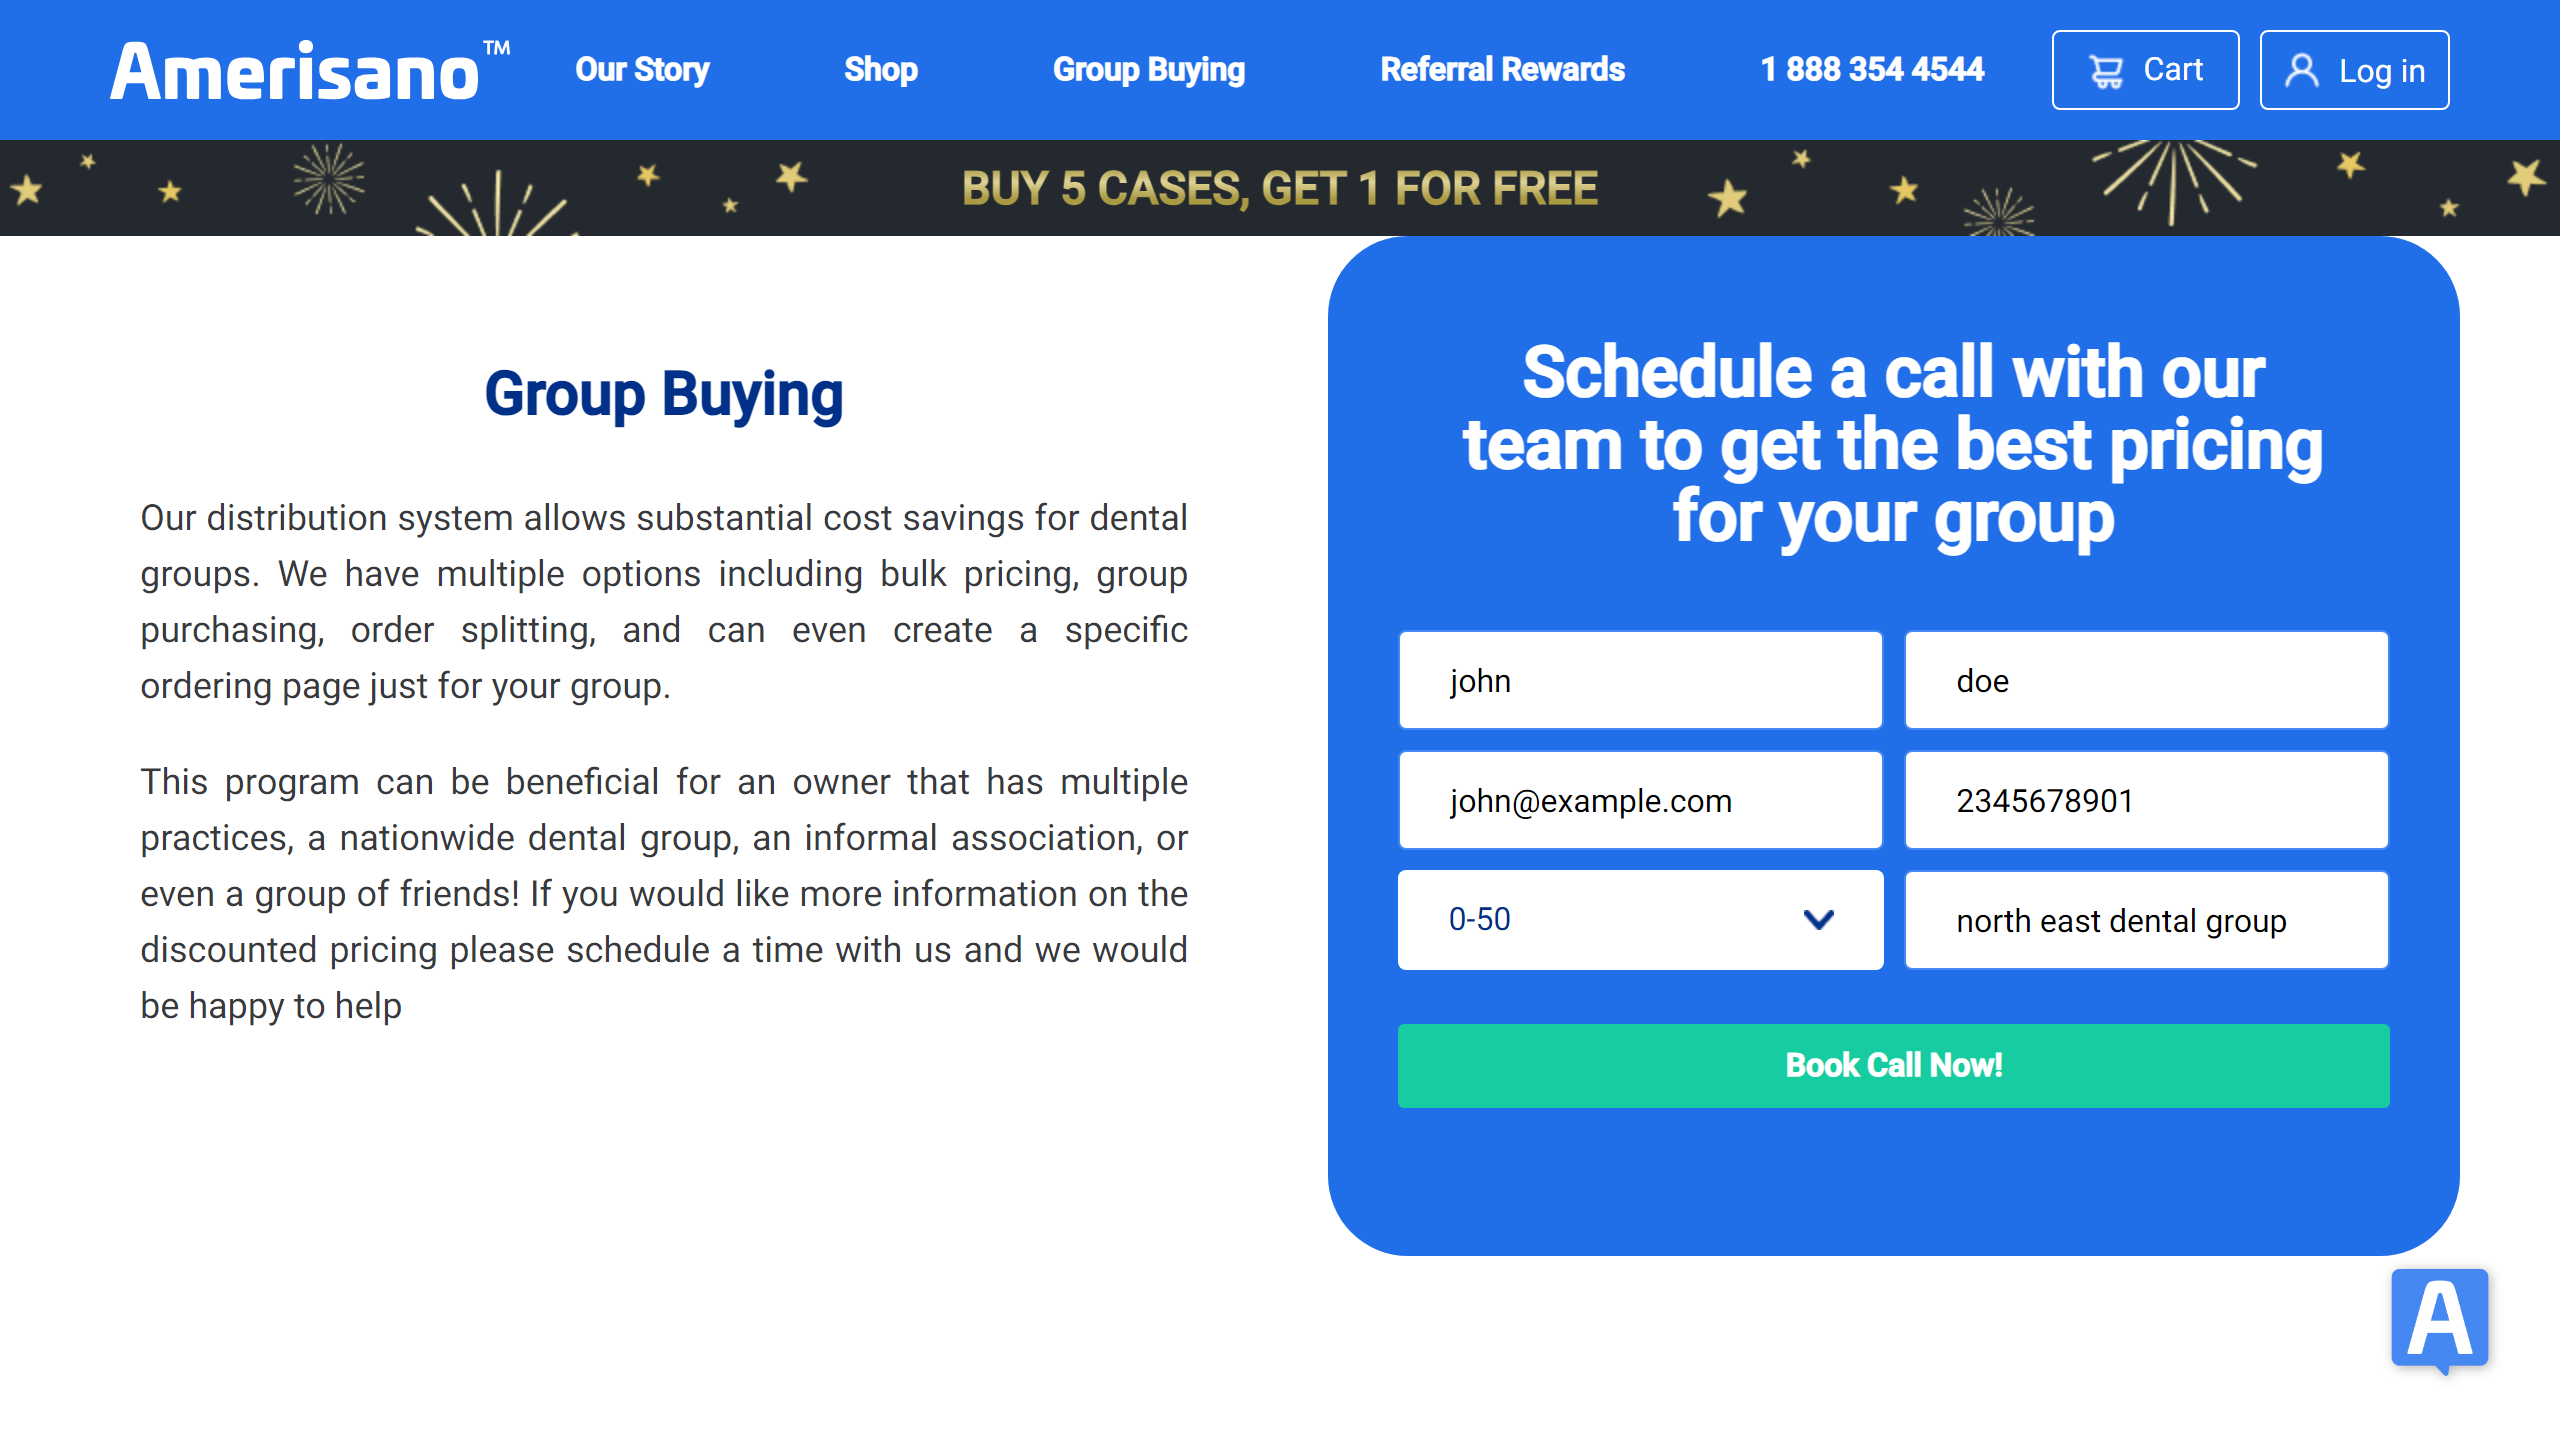 Amerisano™ Our Story Shop Group Buying Referral Rewards 1 888 354 4544 Cart Log in
BUY 5 CASES, GET 1 FOR FREE
Group Buying
Our distribution system allows substantial cost savings for dental
groups. We have multiple options including bulk pricing, group
purchasing, order splitting, and can even create a specific
ordering page just for your group.
This program can be beneficial for an owner that has multiple
practices, a nationwide dental group, an informal association, or
even a group of friends! If you would like more information on the
discounted pricing please schedule a time with us and we would
be happy to help
Schedule a call with our
team to get the best pricing
for your group
john doe
john@example.com 2345678901
0-50 north east dental group
Book Call Now!
A